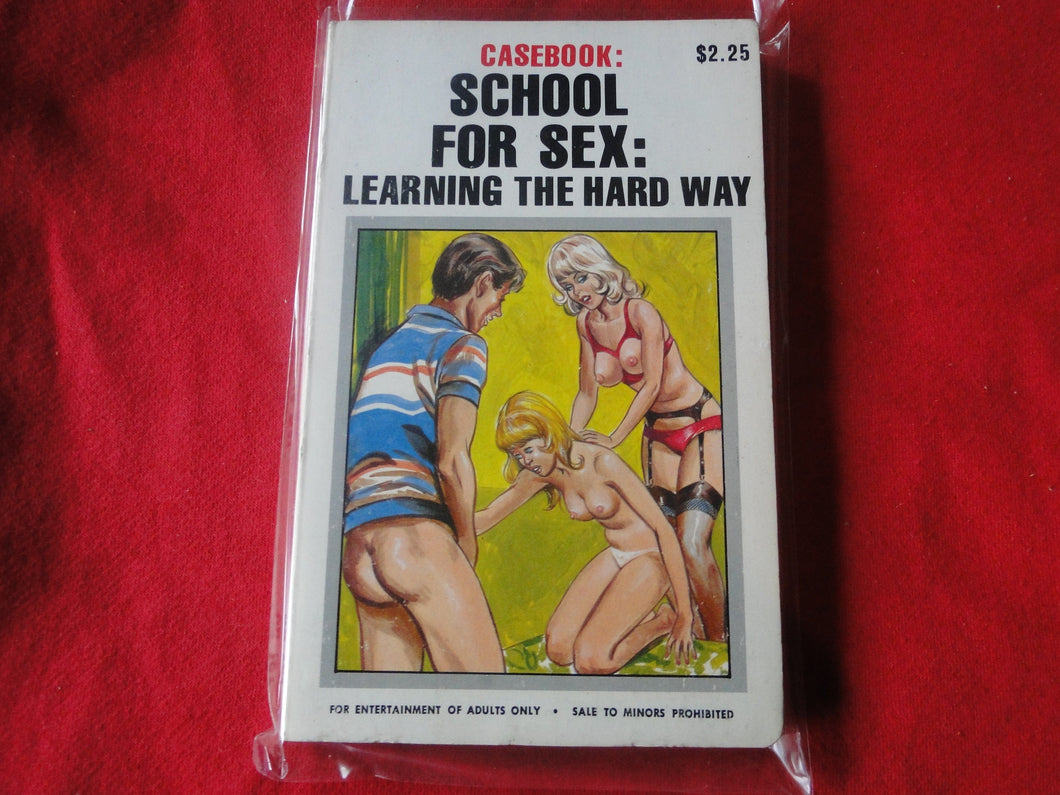 CASEBOOK:
$2.25
SCHOOL
FOR SEX:
LEARNING THE HARD WAY
FOR ENTERTAINMENT OF ADULTS ONLY • SALE TO MINORS PROHIBITED